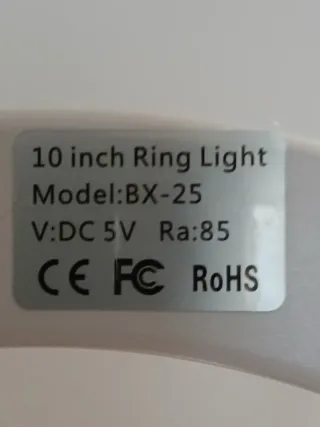 10 inch Ring Light
Model:BX-25
V:DC 5V Ra:85
CE FC RoHS